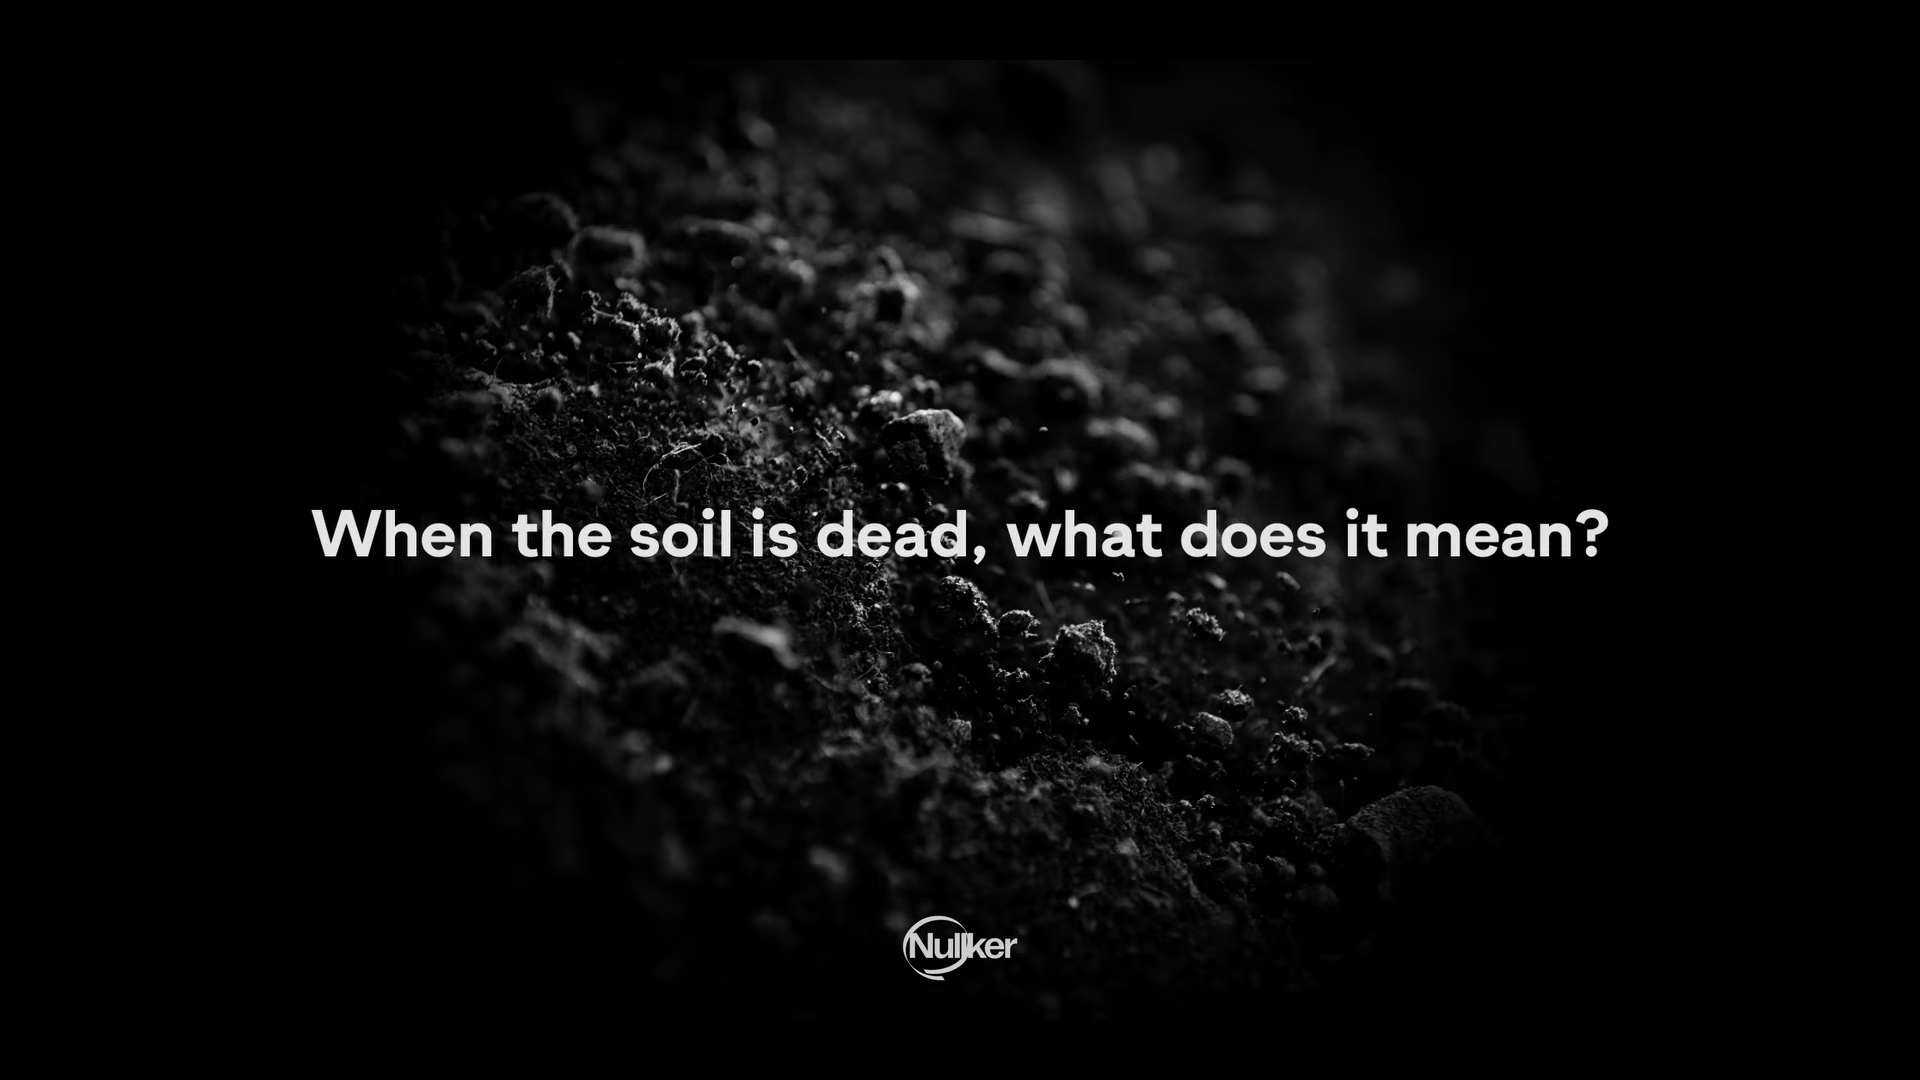 When the soil is dead, what does it mean?
Nullker